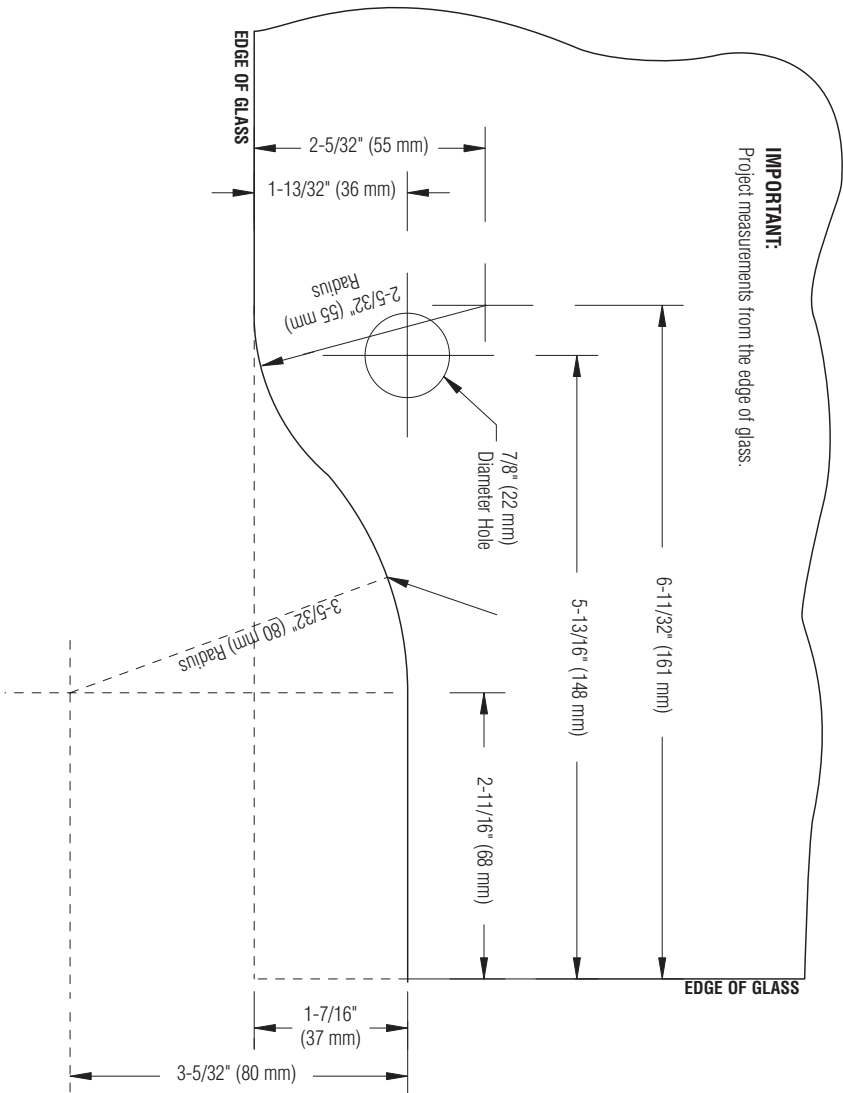 EDGE OF GLASS
2-5/32" (55 mm)
1-13/32" (36 mm)
IMPORTANT:
Project measurements from the edge of glass.
2-5/32" (55 mm)
Radius
7/8" (22 mm)
Diameter Hole
3-5/32" (80 mm) Radius
6-11/32" (161 mm)
5-13/16" (148 mm)
2-11/16" (68 mm)
EDGE OF GLASS
1-7/16"
(37 mm)
3-5/32" (80 mm)